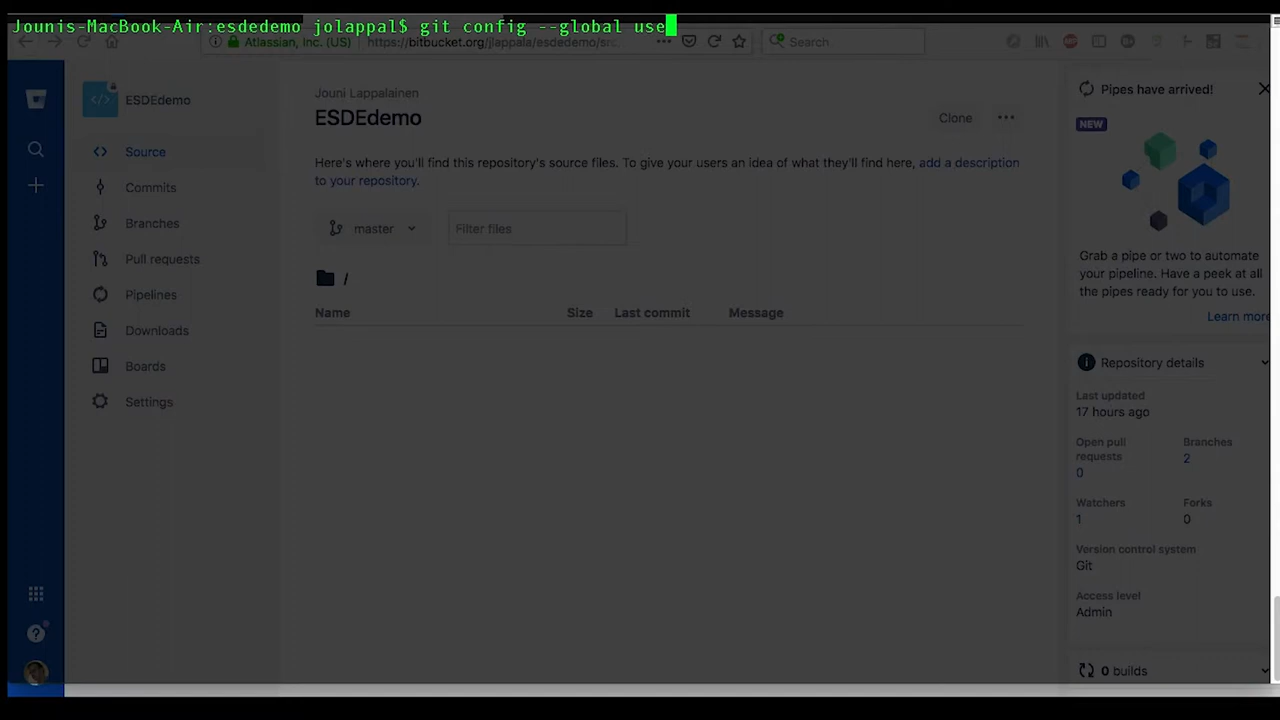 Jounis-MacBook-Air:esdedemo jolappal$ git config --global use
Atlassian, Inc. (US)
https://bitbucket.org/jlappala/esdedemo/sr...
Search
ESDEdemo
Source
Commits
Branches
Pull requests
Pipelines
Downloads
Boards
Settings
Jouni Lappalainen
ESDEdemo
Clone
Here's where you'll find this repository's source files. To give your users an idea of what they'll find here, add a description
to your repository.
master
Filter files
/
Name Size Last commit Message
Pipes have arrived!
NEW
Grab a pipe or two to automate
your pipeline. Have a peek at all
the pipes ready for you to use.
Learn more
Repository details
Last updated
17 hours ago
Open pull
requests
0
Branches
2
Watchers
1
Forks
0
Version control system
Git
Access level
Admin
0 builds